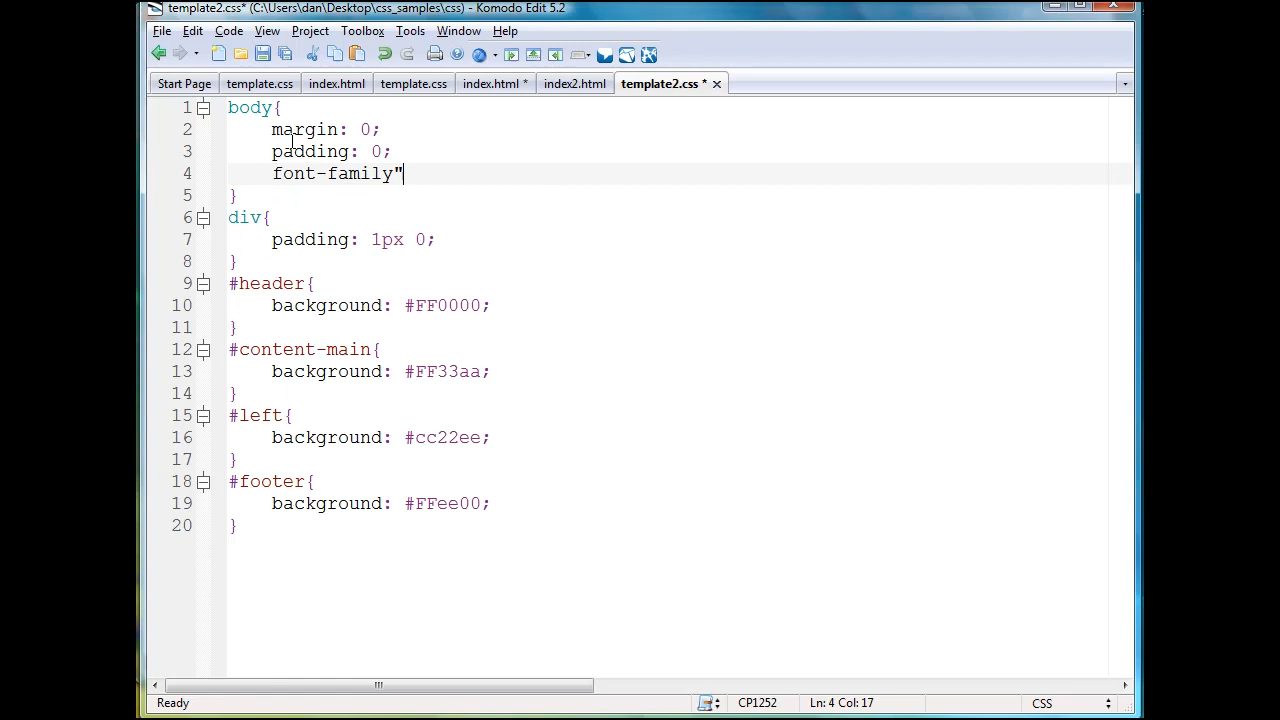 template2.css* (C:\Users\dan\Desktop\css_samples\css) - Komodo Edit 5.2
File Edit Code View Project Toolbox Tools Window Help
Start Page template.css index.html template.css index.html * index2.html template2.css *
1 body{
2 margin: 0;
3 padding: 0;
4 font-family"
5 }
6 div{
7 padding: 1px 0;
8 }
9 #header{
10 background: #FF0000;
11 }
12 #content-main{
13 background: #FF33aa;
14 }
15 #left{
16 background: #cc22ee;
17 }
18 #footer{
19 background: #FFee00;
20 }
Ready CP1252 Ln: 4 Col: 17 CSS